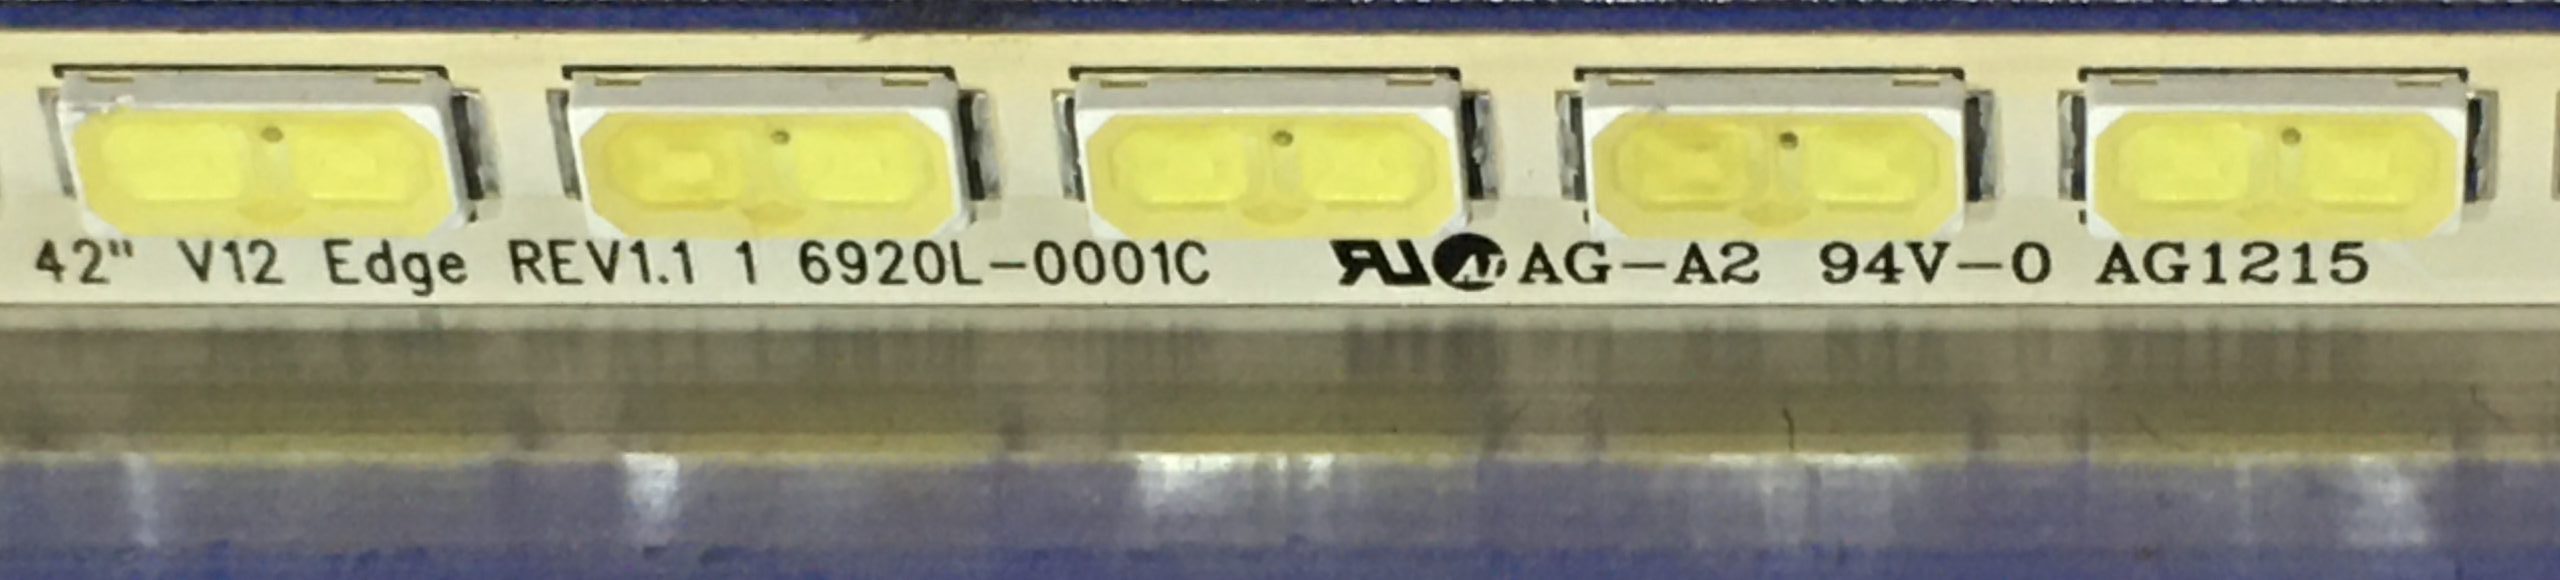 42" V12 Edge REV1.1 1 6920L-0001C AG-A2 94V-0 AG1215